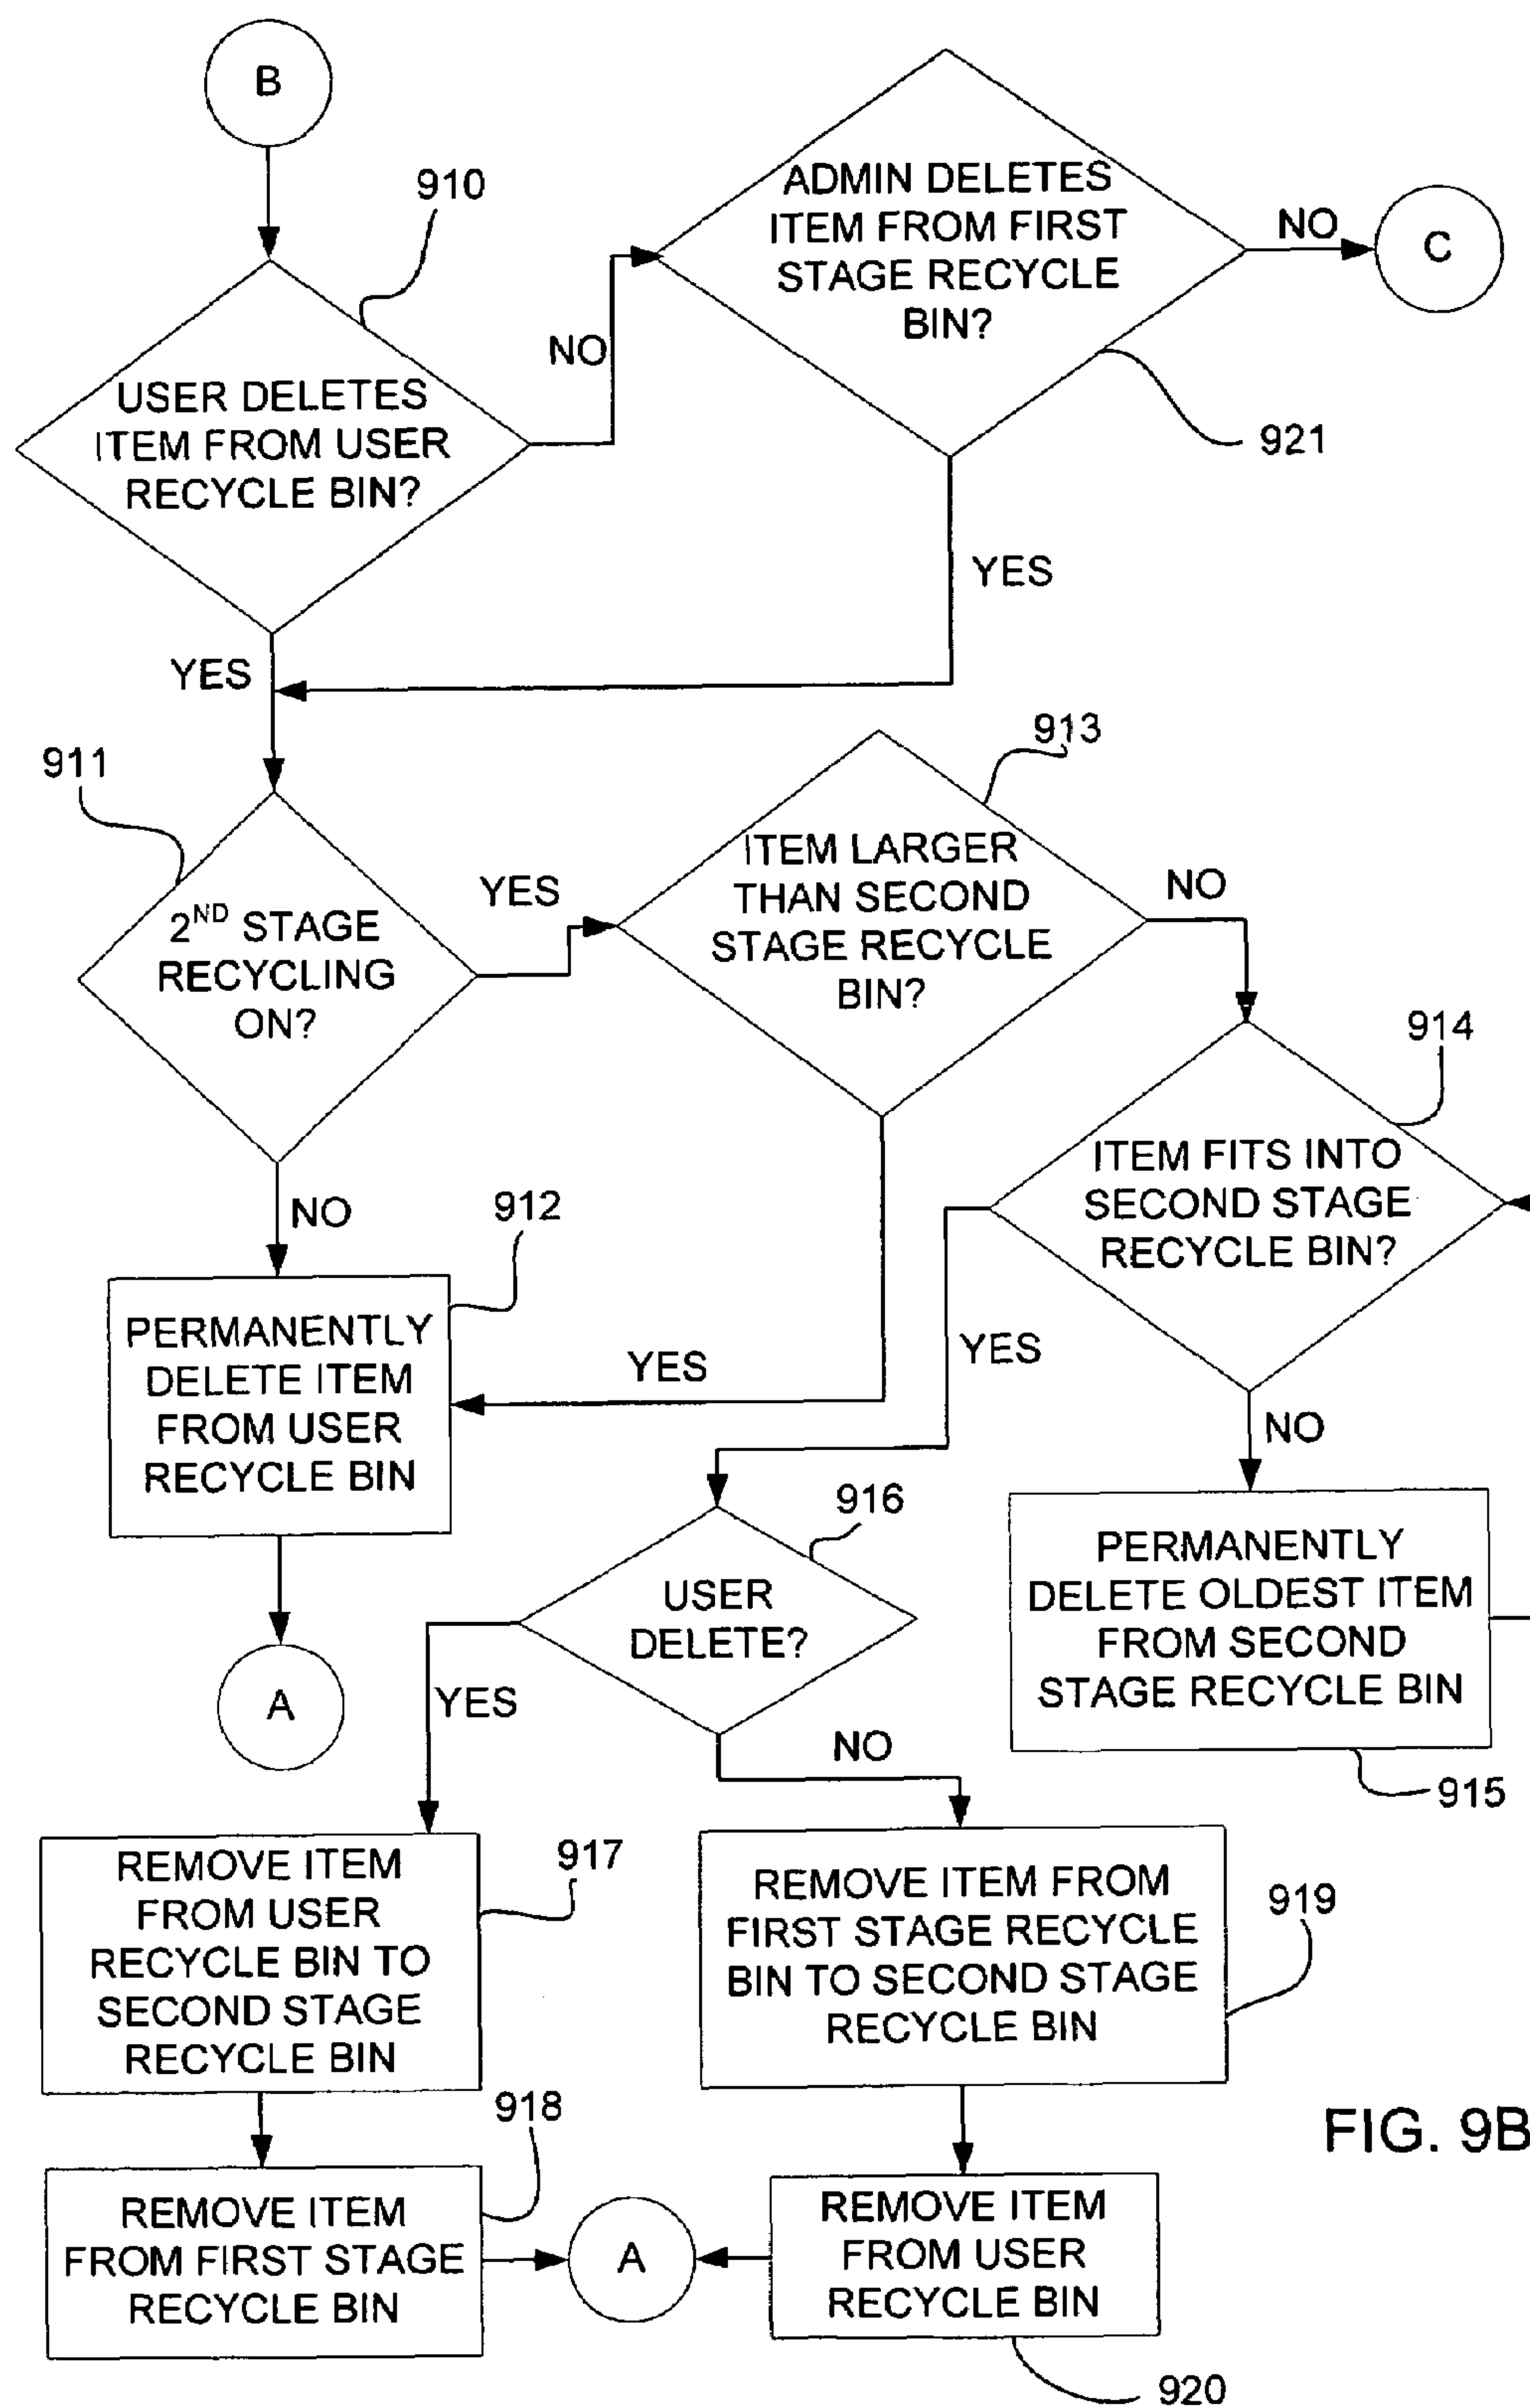 B
910
USER DELETES
ITEM FROM USER
RECYCLE BIN?
NO
ADMIN DELETES
ITEM FROM FIRST
STAGE RECYCLE
BIN?
NO
C
921
YES
YES
911
2ND STAGE
RECYCLING
ON?
YES
913
ITEM LARGER
THAN SECOND
STAGE RECYCLE
BIN?
NO
914
ITEM FITS INTO
SECOND STAGE
RECYCLE BIN?
NO
912
PERMANENTLY
DELETE ITEM
FROM USER
RECYCLE BIN
YES
YES
NO
A
916
USER
DELETE?
PERMANENTLY
DELETE OLDEST ITEM
FROM SECOND
STAGE RECYCLE BIN
915
YES
NO
REMOVE ITEM
FROM USER
RECYCLE BIN TO
SECOND STAGE
RECYCLE BIN
917
REMOVE ITEM FROM
FIRST STAGE RECYCLE
BIN TO SECOND STAGE
RECYCLE BIN
919
918
REMOVE ITEM
FROM FIRST STAGE
RECYCLE BIN
A
REMOVE ITEM
FROM USER
RECYCLE BIN
920
FIG. 9B